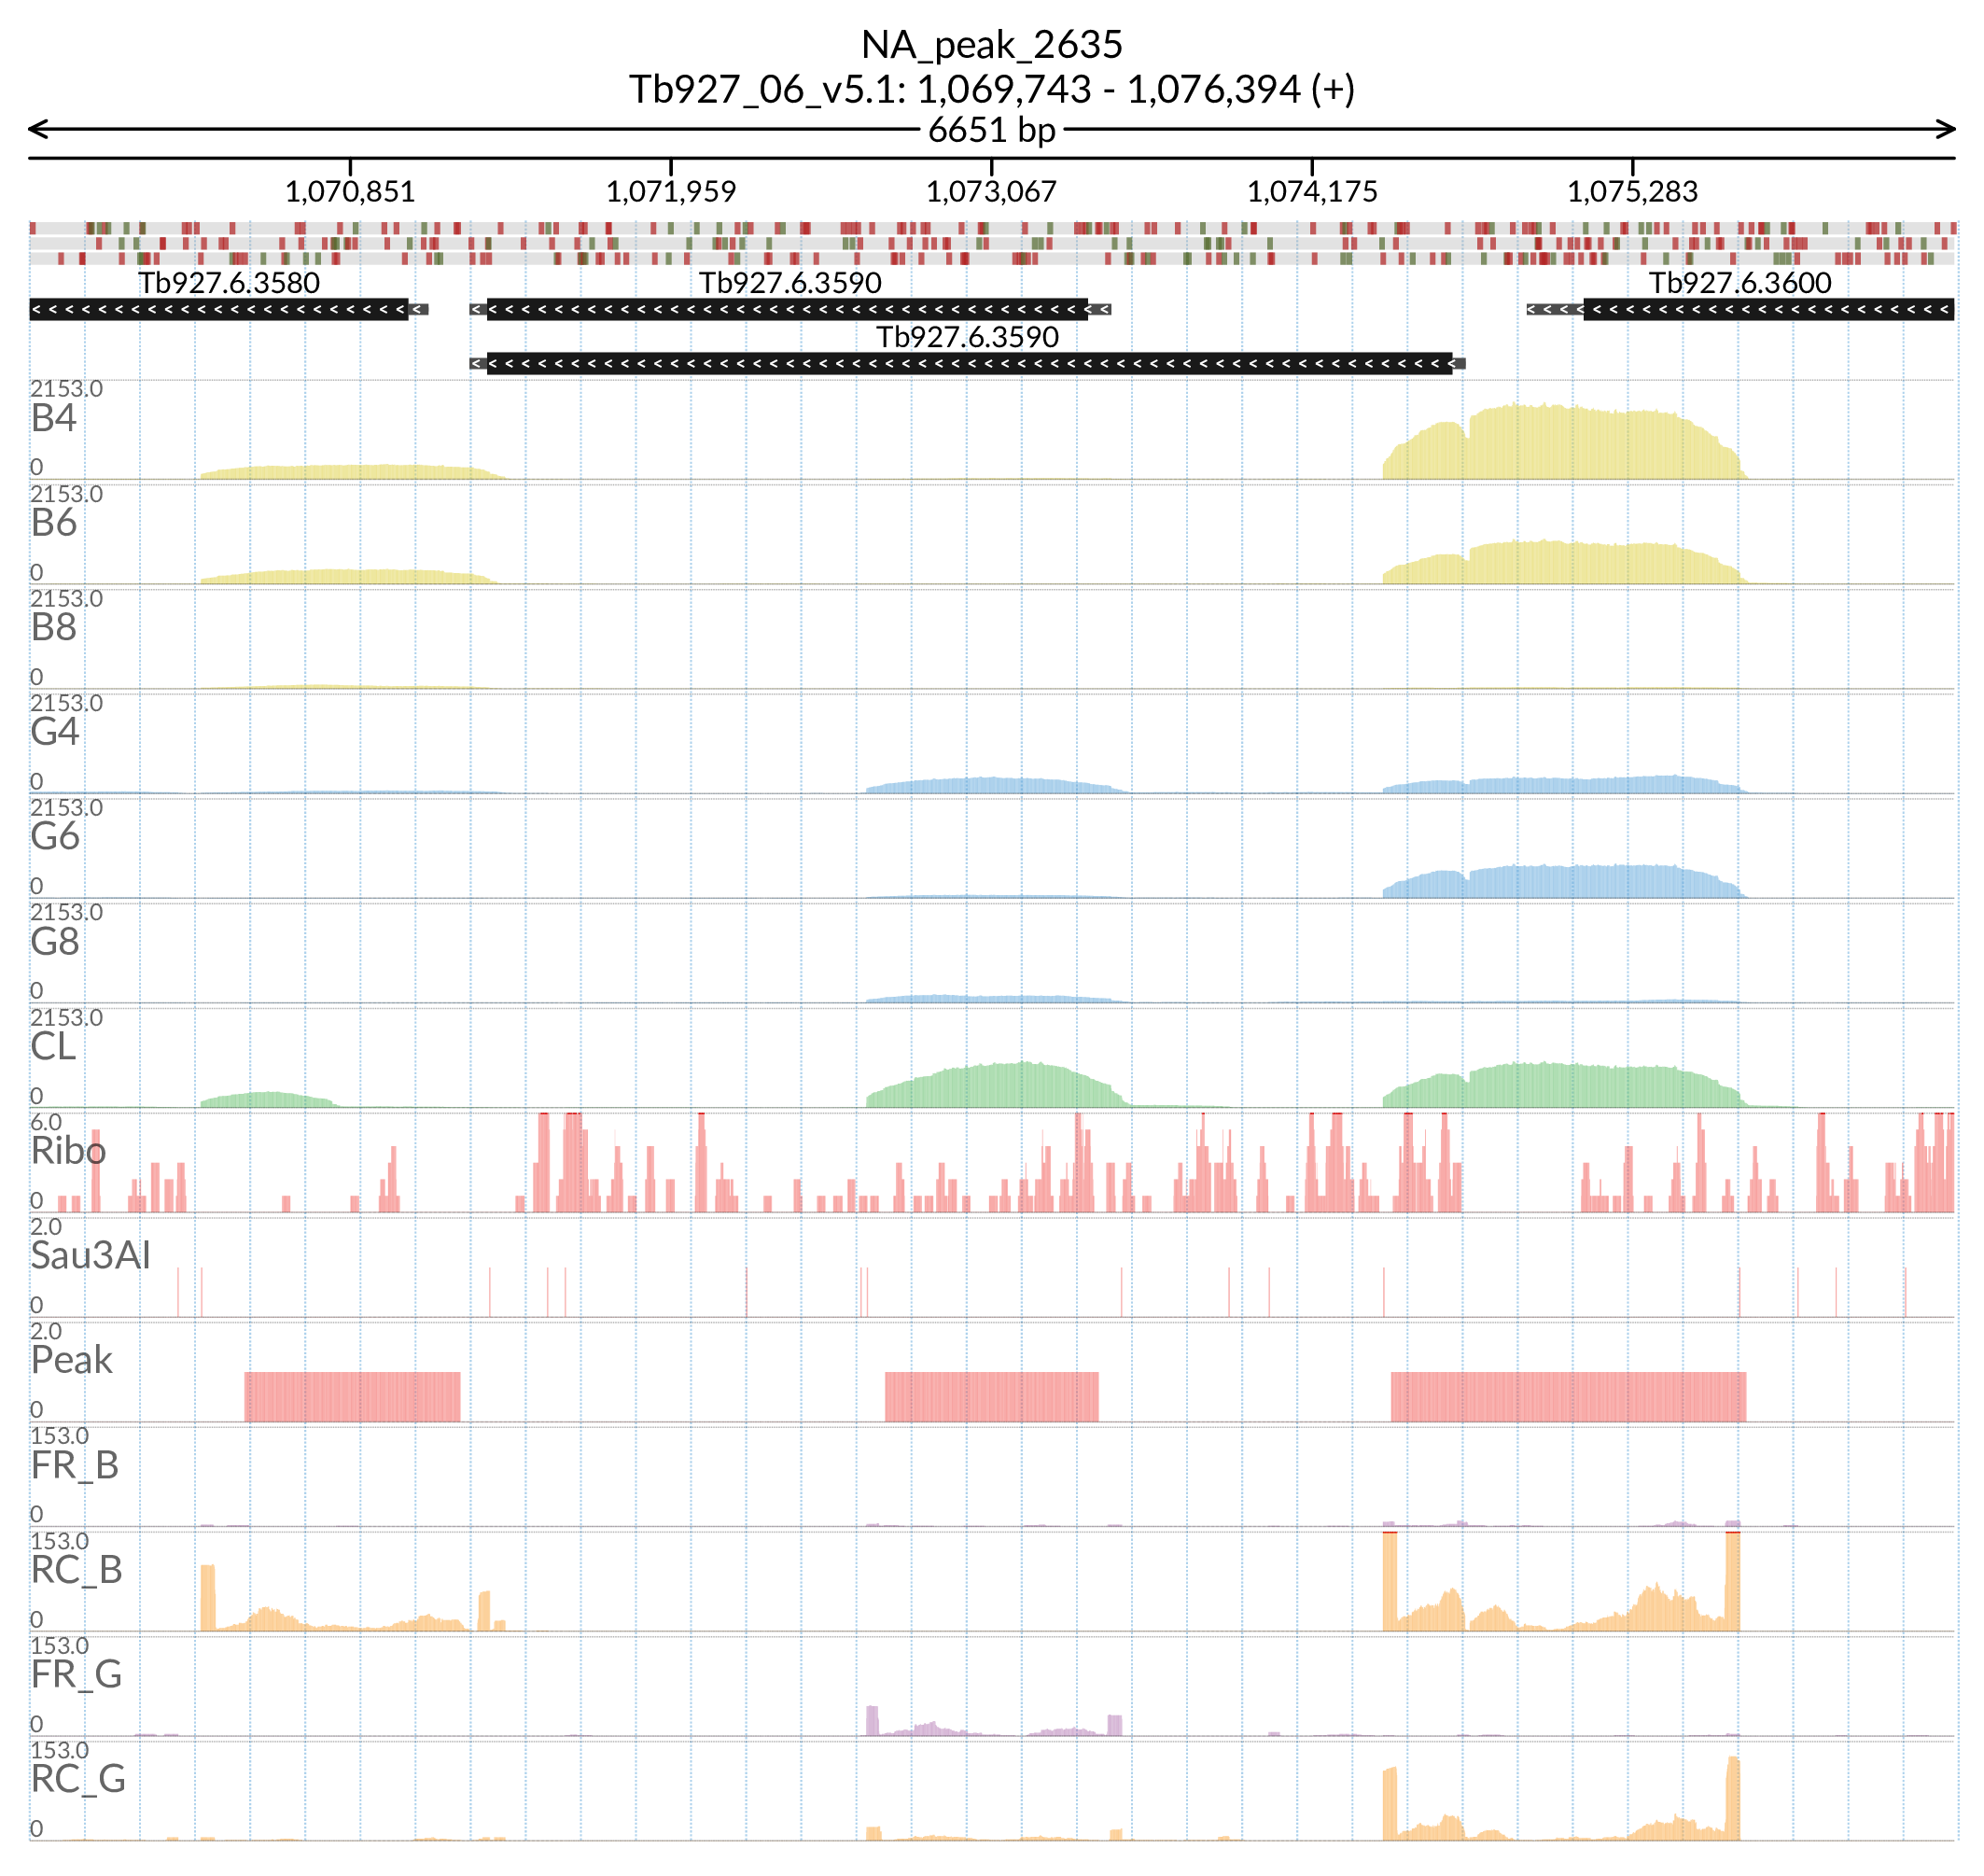 NA_peak_2635
Tb927_06_v5.1: 1,069,743 - 1,076,394 (+)
6651 bp
1,070,851 1,071,959 1,073,067 1,074,175 1,075,283
Tb927.6.3580 Tb927.6.3590 Tb927.6.3600
Tb927.6.3590
2153.0
B4
0
2153.0
B6
0
2153.0
B8
0
2153.0
G4
0
2153.0
G6
0
2153.0
G8
0
2153.0
CL
0
6.0
Ribo
0
2.0
Sau3AI
0
2.0
Peak
0
153.0
FR_B
0
153.0
RC_B
0
153.0
FR_G
0
153.0
RC_G
0